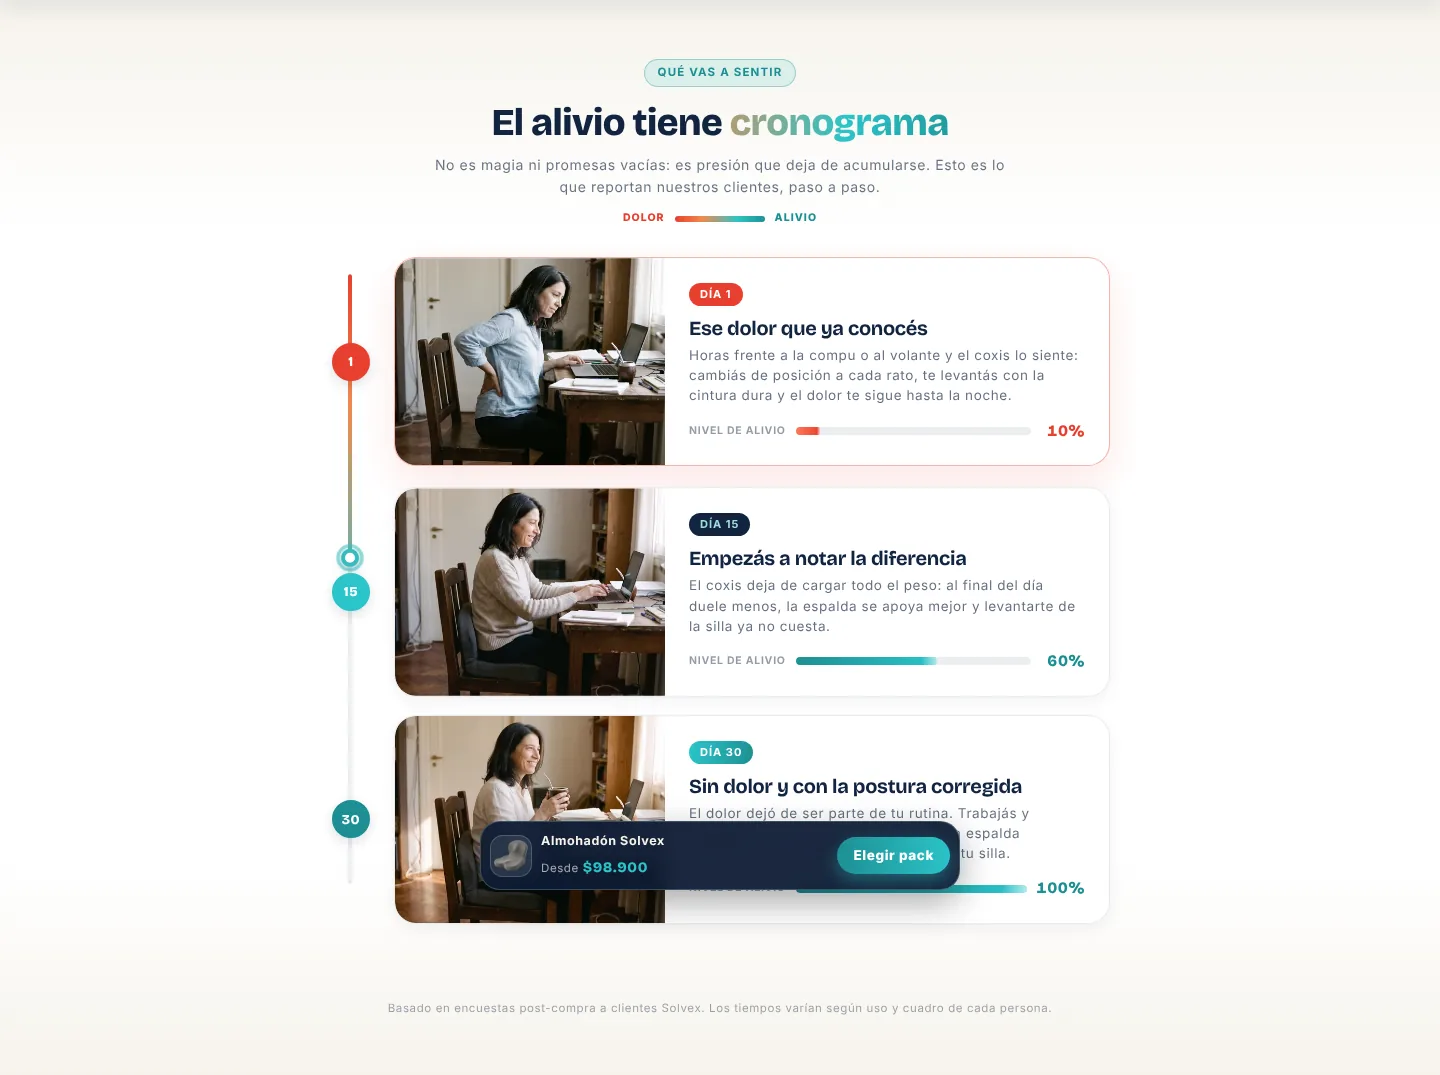 QUÉ VAS A SENTIR
El alivio tiene cronograma
No es magia ni promesas vacías: es presión que deja de acumularse. Esto es lo
que reportan nuestros clientes, paso a paso.
DOLOR ALIVIO
1
DÍA 1
Ese dolor que ya conocés
Horas frente a la compu o al volante y el coxis lo siente:
cambiás de posición a cada rato, te levantás con la
cintura dura y el dolor te sigue hasta la noche.
NIVEL DE ALIVIO 10%
15
DÍA 15
Empezás a notar la diferencia
El coxis deja de cargar todo el peso: al final del día
duele menos, la espalda se apoya mejor y levantarte de
la silla ya no cuesta.
NIVEL DE ALIVIO 60%
30
DÍA 30
Sin dolor y con la postura corregida
El dolor dejó de ser parte de tu rutina. Trabajás y
espalda
tu silla.
100%
Almohadón Solvex
Desde $98.900
Elegir pack
Basado en encuestas post-compra a clientes Solvex. Los tiempos varían según uso y cuadro de cada persona.